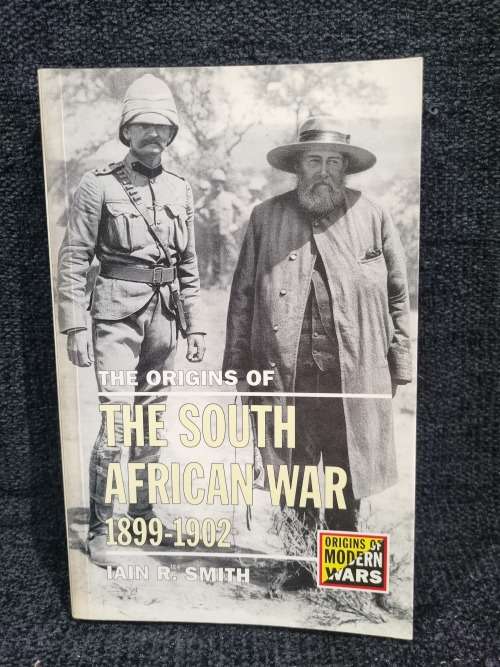 THE ORIGINS OF
THE SOUTH
AFRICAN WAR
1899-1902
IAIN R. SMITH
ORIGINS OF
MODERN
WARS